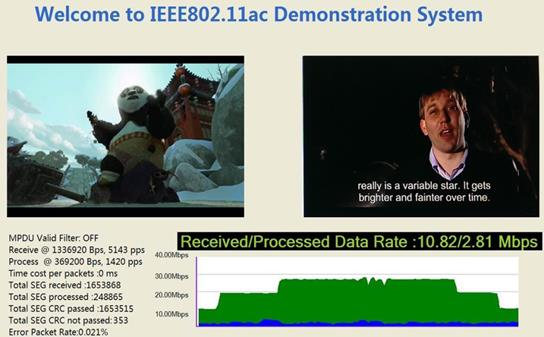 Welcome to IEEE802.11ac Demonstration System
really is a variable star. It gets
brighter and fainter over time.
MPDU Valid Filter: OFF
Receive @ 1336920 Bps, 5143 pps
Process @ 369200 Bps, 1420 pps
Time cost per packets :0 ms
Total SEG received :1653868
Total SEG processed :248865
Total SEG CRC passed :1653515
Total SEG CRC not passed:353
Error Packet Rate:0.021%
Received/Processed Data Rate :10.82/2.81 Mbps
40.00Mbps
30.00Mbps
20.00Mbps
10.00Mbps